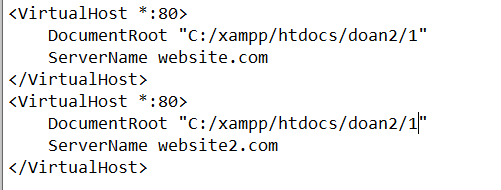 <VirtualHost *:80>
    DocumentRoot "C:/xampp/htdocs/doan2/1"
    ServerName website.com
</VirtualHost>
<VirtualHost *:80>
    DocumentRoot "C:/xampp/htdocs/doan2/1"
    ServerName website2.com
</VirtualHost>